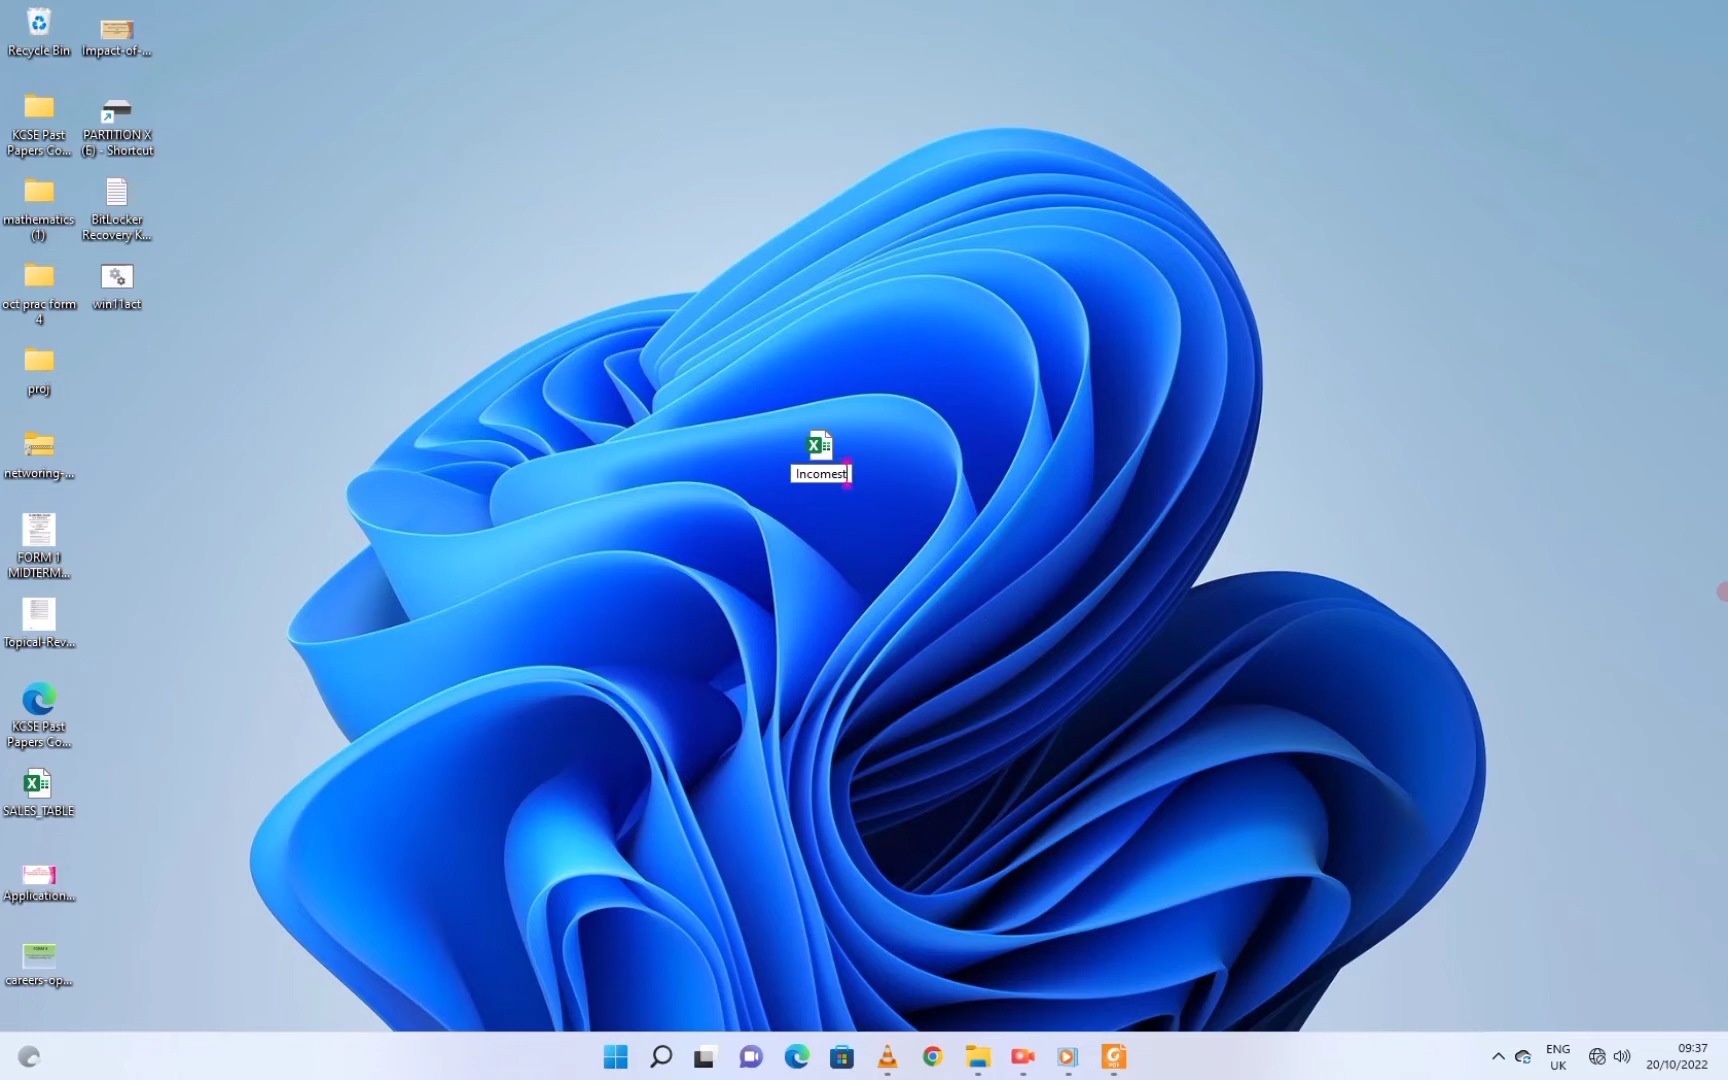 Recycle Bin
Impact-of-...
KCSE Past
Papers Co...
PARTITION X
(E) - Shortcut
mathematics
(1)
BitLocker
Recovery K...
oct prac form
4
win11act
proj
networing-...
FORM 1
MIDTERM...
Topical-Rev...
KCSE Past
Papers Co...
SALES_TABLE
Application...
careers-op...
Incomest
ENG
UK
09:37
20/10/2022